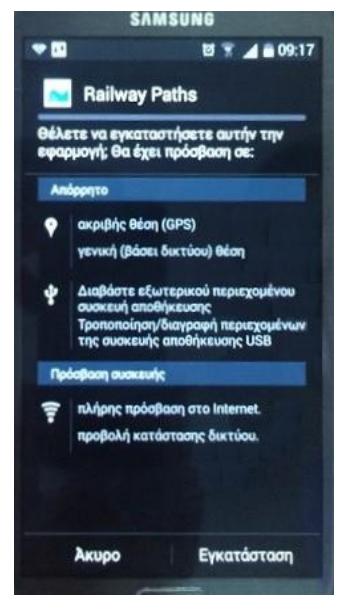 SAMSUNG
09:17
Railway Paths
Θέλετε να εγκαταστήσετε αυτήν την
εφαρμογή; Θα έχει πρόσβαση σε:
Απόρρητο
ακριβής θέση (GPS)
γενική (βάσει δικτύου) θέση
Διαβάστε εξωτερικού περιεχομένου
συσκευή αποθήκευσης
Τροποποίηση/διαγραφή περιεχομένων
της συσκευής αποθήκευσης USB
Πρόσβαση συσκευής
πλήρης πρόσβαση στο Internet.
προβολή κατάστασης δικτύου.
Άκυρο Εγκατάσταση